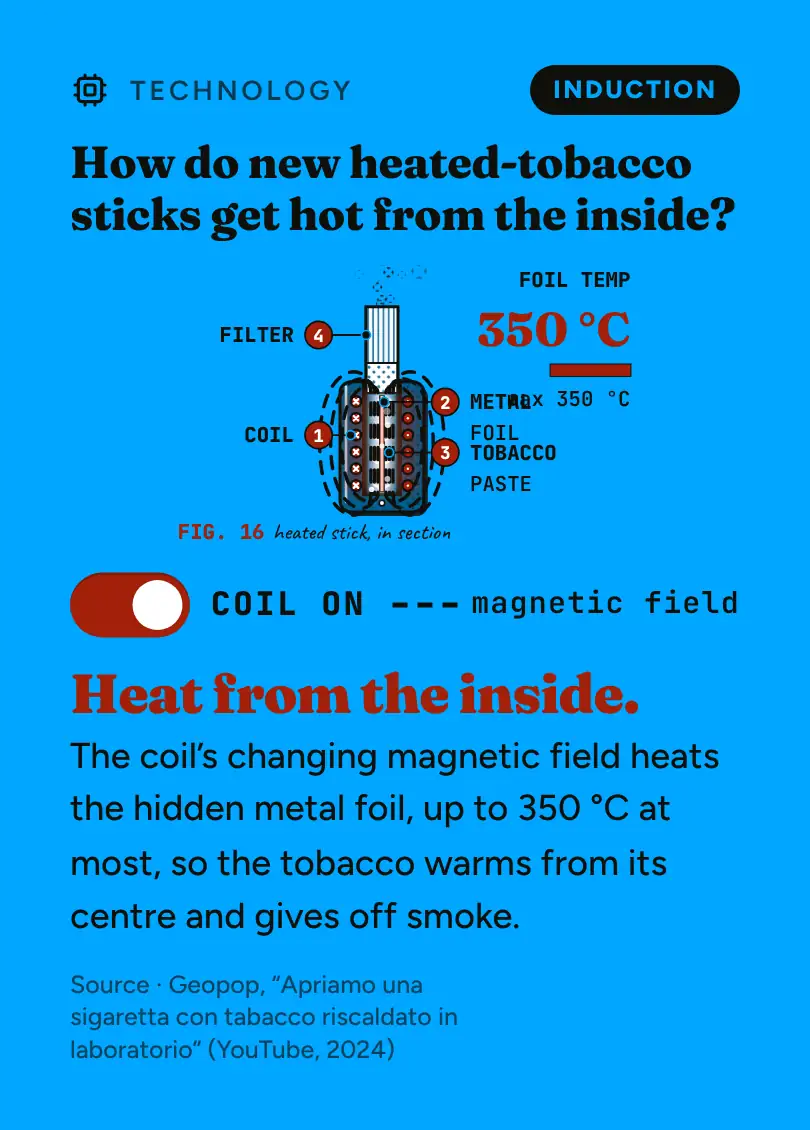 TECHNOLOGY
INDUCTION
How do new heated-tobacco
sticks get hot from the inside?
FOIL TEMP
350 °C
max 350 °C
FILTER 4
2 METAL
FOIL
COIL 1
3 TOBACCO
PASTE
FIG. 16 heated stick, in section
COIL ON --- magnetic field
Heat from the inside.
The coil’s changing magnetic field heats
the hidden metal foil, up to 350 °C at
most, so the tobacco warms from its
centre and gives off smoke.
Source · Geopop, “Apriamo una
sigaretta con tabacco riscaldato in
laboratorio” (YouTube, 2024)